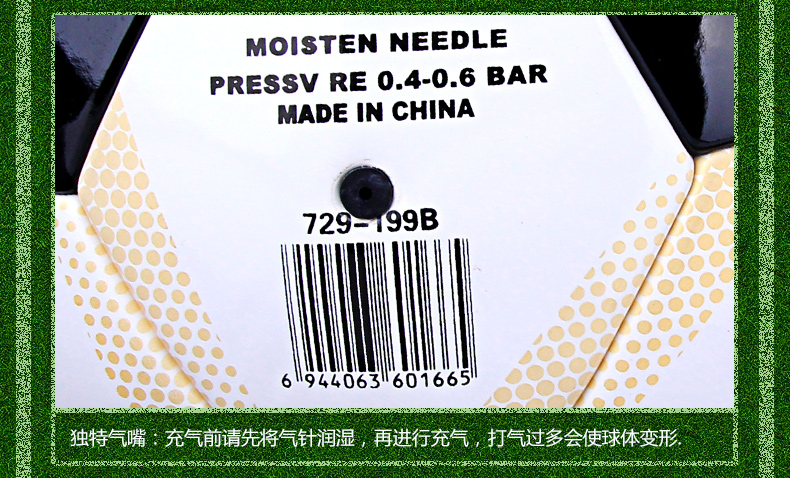 MOISTEN NEEDLE
PRESSV RE 0.4-0.6 BAR
MADE IN CHINA
729-199B
6 944063 601665
独特气嘴：充气前请先将气针润湿，再进行充气，打气过多会使球体变形.